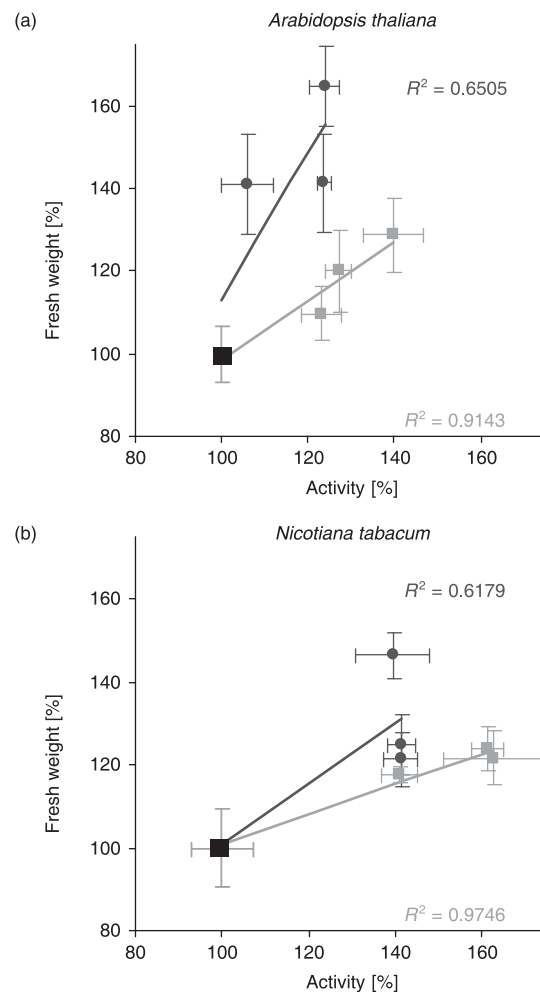 (a)
Arabidopsis thaliana
R² = 0.6505
160
140
120
100
80
Fresh weight [%]
R² = 0.9143
80
100
120
140
160
Activity [%]
(b)
Nicotiana tabacum
R² = 0.6179
160
140
120
100
80
Fresh weight [%]
R² = 0.9746
80
100
120
140
160
Activity [%]